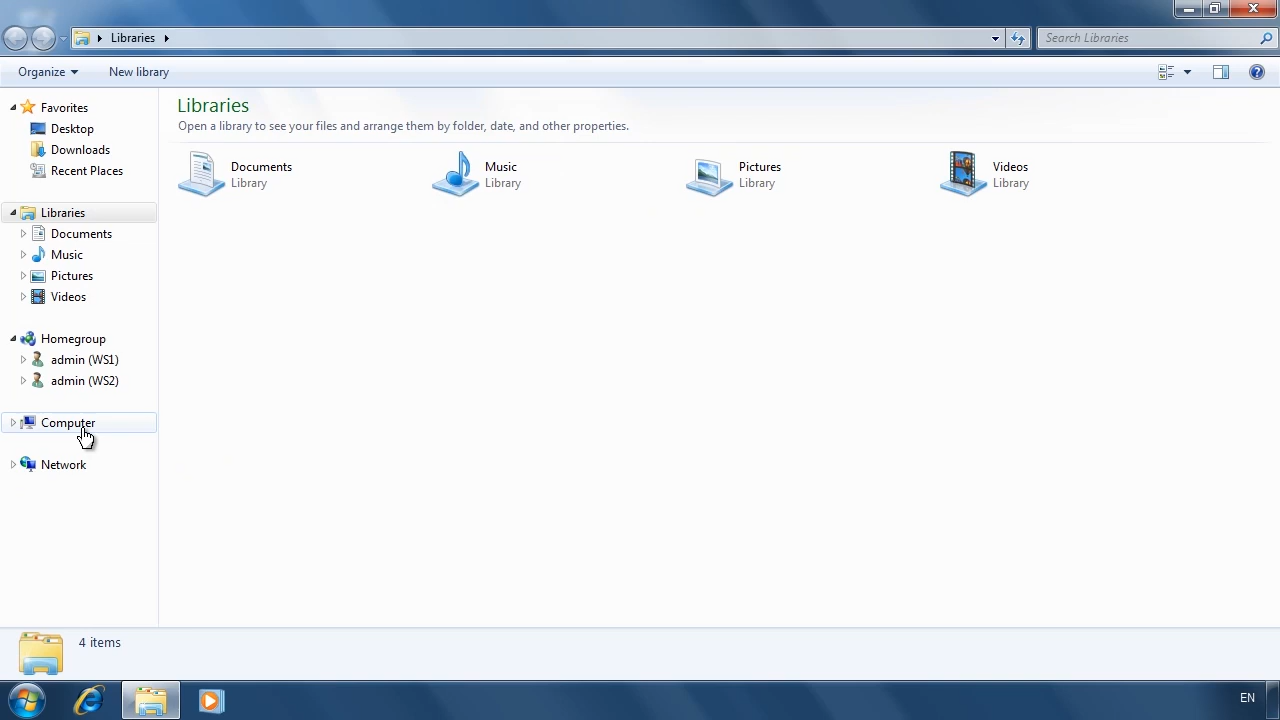 Libraries
Search Libraries
Organize
New library
Favorites
Desktop
Downloads
Recent Places
Libraries
Documents
Music
Pictures
Videos
Homegroup
admin (WS1)
admin (WS2)
Computer
Network
Libraries
Open a library to see your files and arrange them by folder, date, and other properties.
Documents
Library
Music
Library
Pictures
Library
Videos
Library
4 items
EN